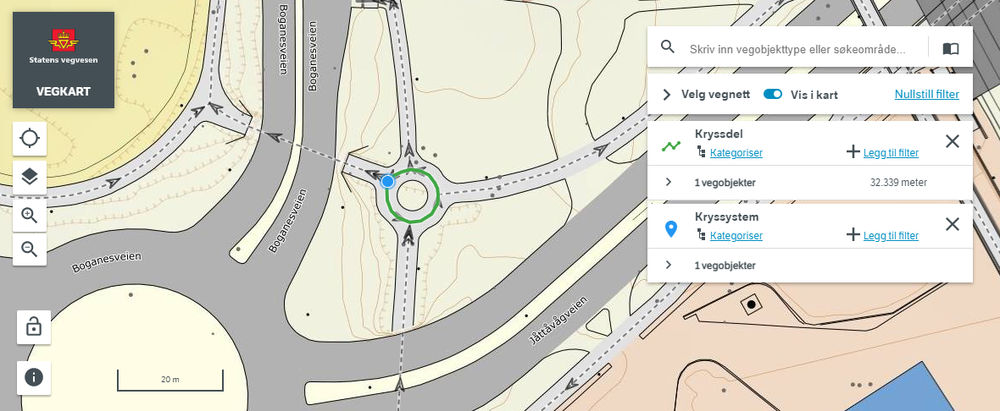 Statens vegvesen
VEGKART
Boganesveien
Boganesveien
Boganesveien
Boganesveien
Jåttåvågveien
20 m
Skriv inn vegobjekttype eller søkeområde...
Velg vegnett Vis i kart Nullstill filter
Kryssdel
Kategoriser Legg til filter
1 vegobjekter 32.339 meter
Kryssystem
Kategoriser Legg til filter
1 vegobjekter